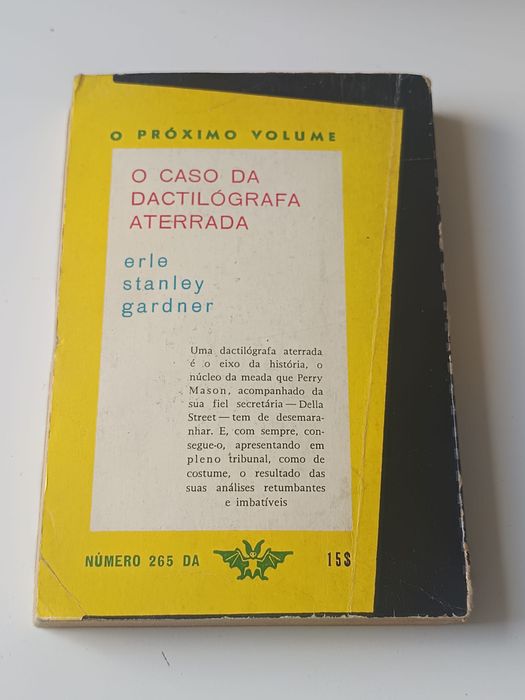 O PRÓXIMO VOLUME
O CASO DA
DACTILÓGRAFA
ATERRADA
erle
stanley
gardner
Uma dactilógrafa aterrada
é o eixo da história, o
núcleo da meada que Perry
Mason, acompanhado da
sua fiel secretária — Della
Street — tem de desemara-
nhar. E, com sempre, con-
segue-o, apresentando em
pleno tribunal, como de
costume, o resultado das
suas análises retumbantes
e imbatíveis
NÚMERO 265 DA 15$